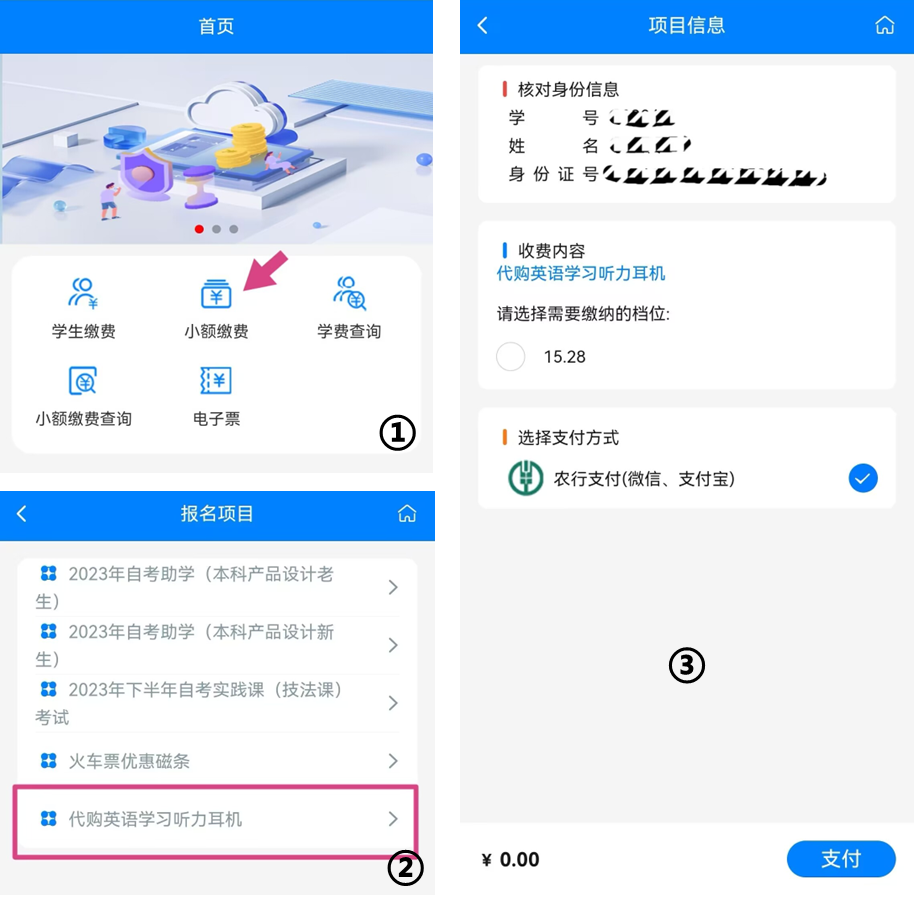 首页
学生缴费
小额缴费
学费查询
小额缴费查询
电子票
①
报名项目
2023年自考助学（本科产品设计老
生）
2023年自考助学（本科产品设计新
生）
2023年下半年自考实践课（技法课）
考试
火车票优惠磁条
代购英语学习听力耳机
②
项目信息
核对身份信息
学号
姓名
身份证号
收费内容
代购英语学习听力耳机
请选择需要缴纳的档位:
15.28
选择支付方式
农行支付(微信、支付宝)
③
¥ 0.00
支付